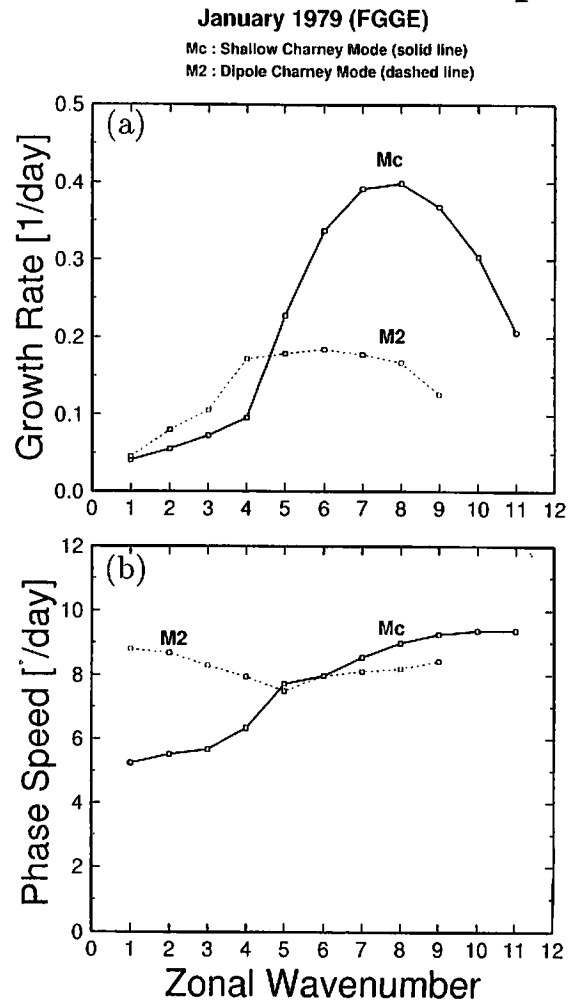 January 1979 (FGGE)
Mc : Shallow Charney Mode (solid line)
M2 : Dipole Charney Mode (dashed line)
(a)
Growth Rate [1/day]
0.5
0.4
0.3
0.2
0.1
0.0
Mc
M2
0 1 2 3 4 5 6 7 8 9 10 11 12
(b)
Phase Speed [°/day]
12
10
8
6
4
2
0
M2
Mc
0 1 2 3 4 5 6 7 8 9 10 11 12
Zonal Wavenumber